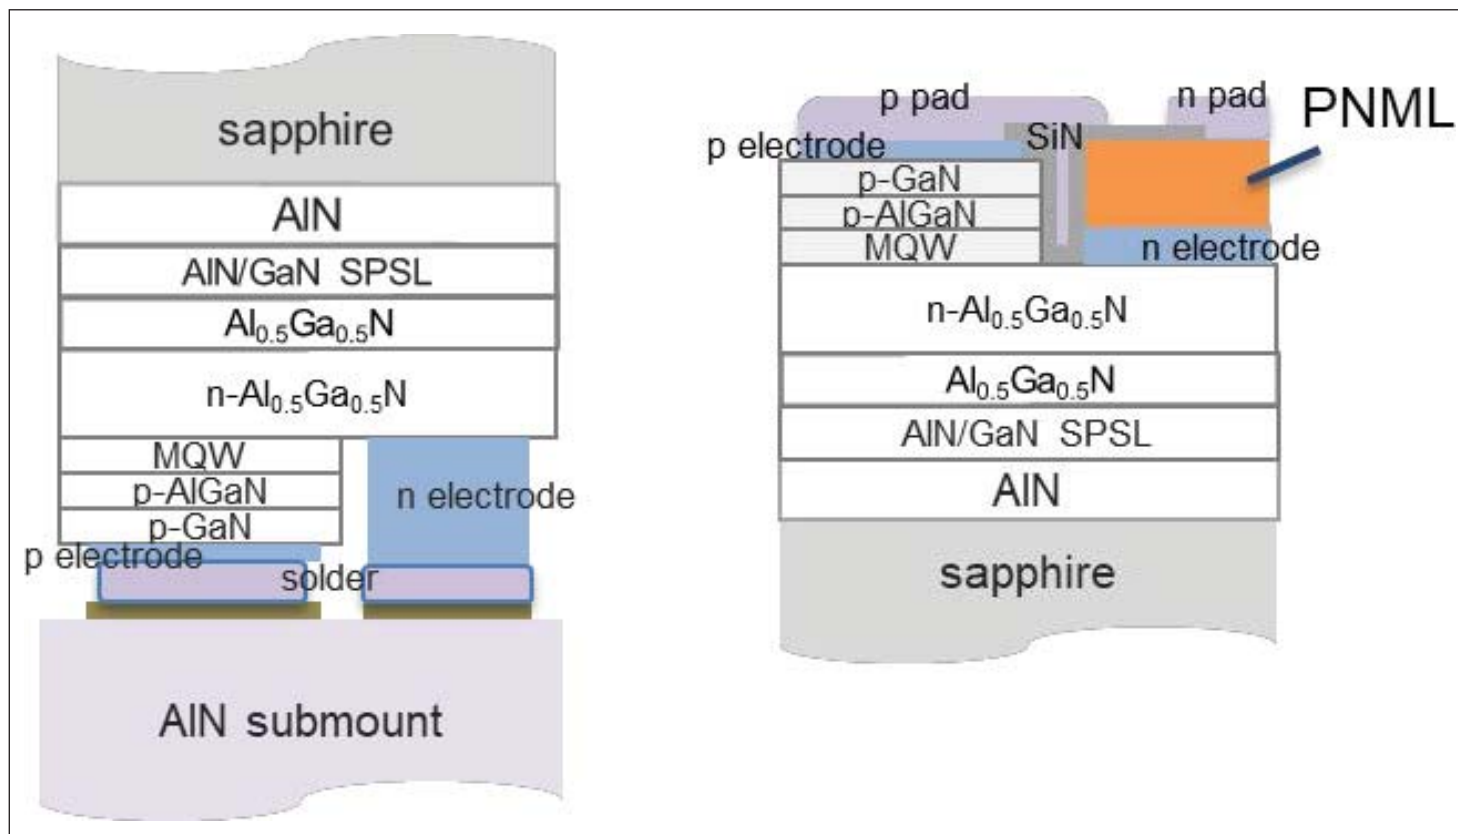 sapphire
AlN
AlN/GaN SPSL
Al₀.₅Ga₀.₅N
n-Al₀.₅Ga₀.₅N
MQW
p-AlGaN
p-GaN
n electrode
p electrode
solder
AlN submount
p pad
n pad
PNML
SiN
p electrode
p-GaN
p-AlGaN
MQW
n electrode
n-Al₀.₅Ga₀.₅N
Al₀.₅Ga₀.₅N
AlN/GaN SPSL
AlN
sapphire